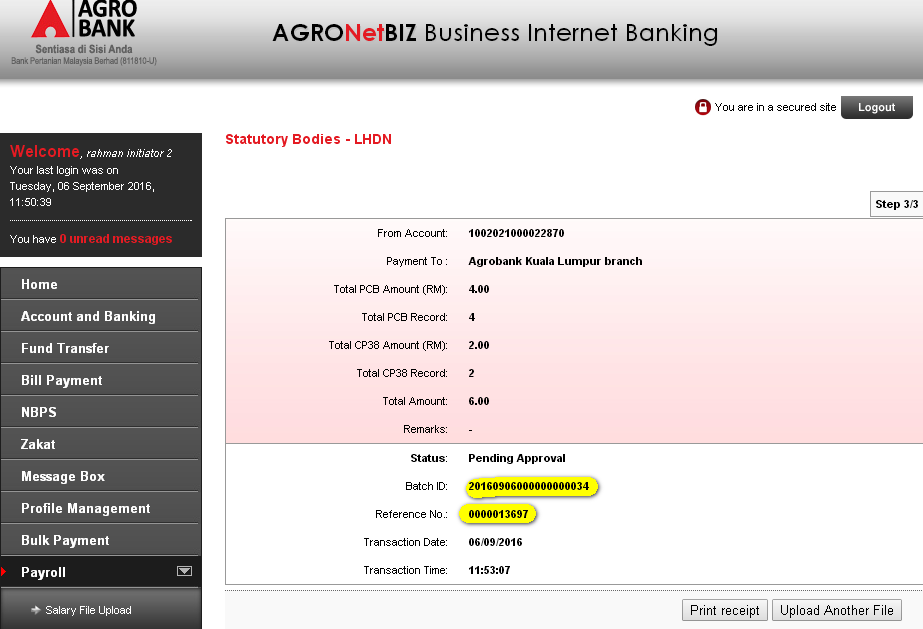 AGRO
BANK
Sentiasa di Sisi Anda
Bank Pertanian Malaysia Berhad (811810-U)
AGRONetBIZ Business Internet Banking
You are in a secured site
Logout
Welcome, rahman initiator 2
Your last login was on
Tuesday, 06 September 2016,
11:50:39
You have 0 unread messages
Home
Account and Banking
Fund Transfer
Bill Payment
NBPS
Zakat
Message Box
Profile Management
Bulk Payment
Payroll
Salary File Upload
Statutory Bodies - LHDN
Step 3/3
From Account: 1002021000022870
Payment To : Agrobank Kuala Lumpur branch
Total PCB Amount (RM): 4.00
Total PCB Record: 4
Total CP38 Amount (RM): 2.00
Total CP38 Record: 2
Total Amount: 6.00
Remarks: -
Status: Pending Approval
Batch ID: 20160906000000000034
Reference No.: 0000013697
Transaction Date: 06/09/2016
Transaction Time: 11:53:07
Print receipt
Upload Another File